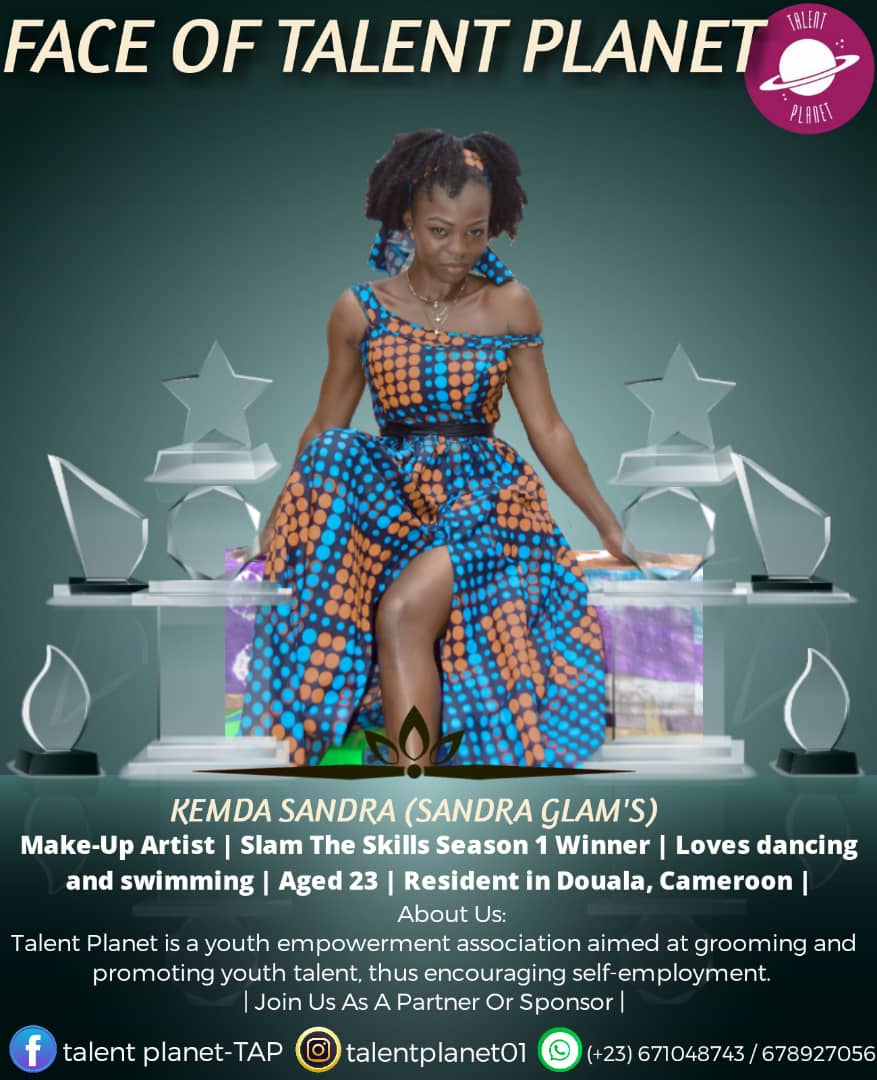 FACE OF TALENT PLANET
TALENT
PLANET
KEMDA SANDRA (SANDRA GLAM'S)
Make-Up Artist | Slam The Skills Season 1 Winner | Loves dancing
and swimming | Aged 23 | Resident in Douala, Cameroon |
About Us:
Talent Planet is a youth empowerment association aimed at grooming and
promoting youth talent, thus encouraging self-employment.
| Join Us As A Partner Or Sponsor |
talent planet-TAP talentplanet01 (+23) 671048743 / 678927056